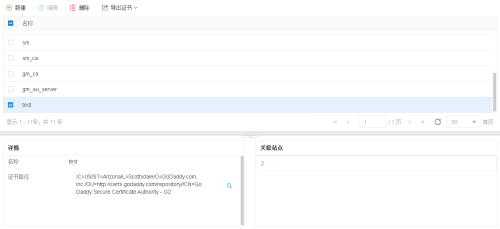 新建 编辑 删除 导出证书
名称
sm
sm_ca
gm_ca
gm_su_server
test
显示 1 - 11条，共 11 条 1 / 1 页 50 每页
详情
名称 test
证书路径 /C=US/ST=Arizona/L=Scottsdale/O=GoDaddy.com,
Inc./OU=http://certs.godaddy.com/repository//CN=Go
Daddy Secure Certificate Authority - G2
关联站点
2